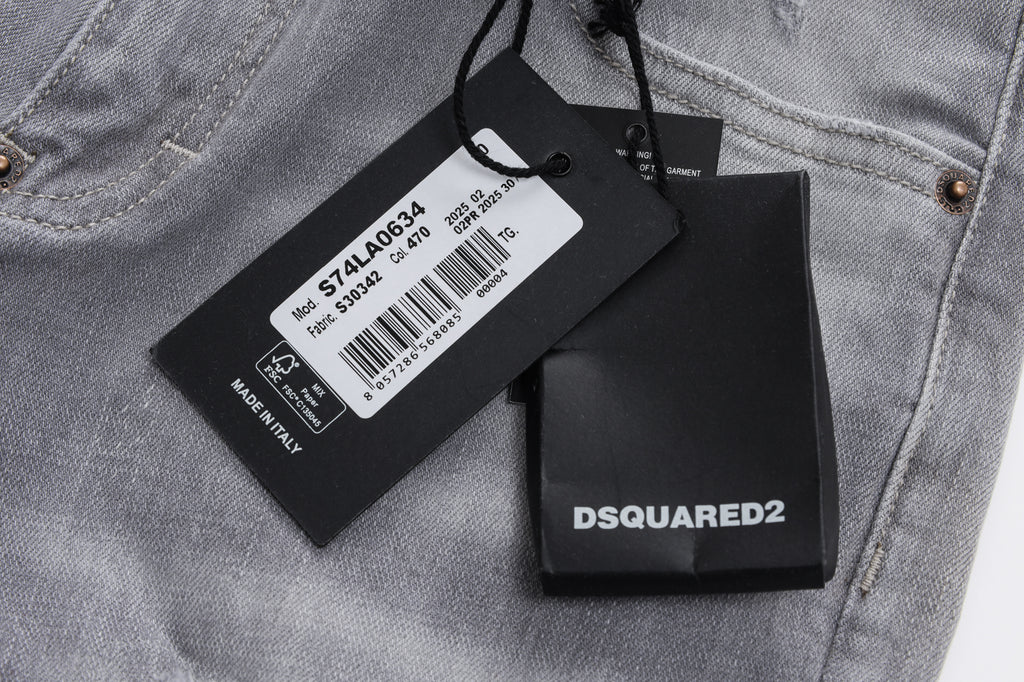 Mod. S74LA0634
Fabric. S30342 Col. 470
2025 02
02PR 2025 30
TG.
8 057286 568085 00004
FSC
MIX
Paper
FSC® C135045
MADE IN ITALY
WARNING!
OF THE GARMENT
DSQUARED2